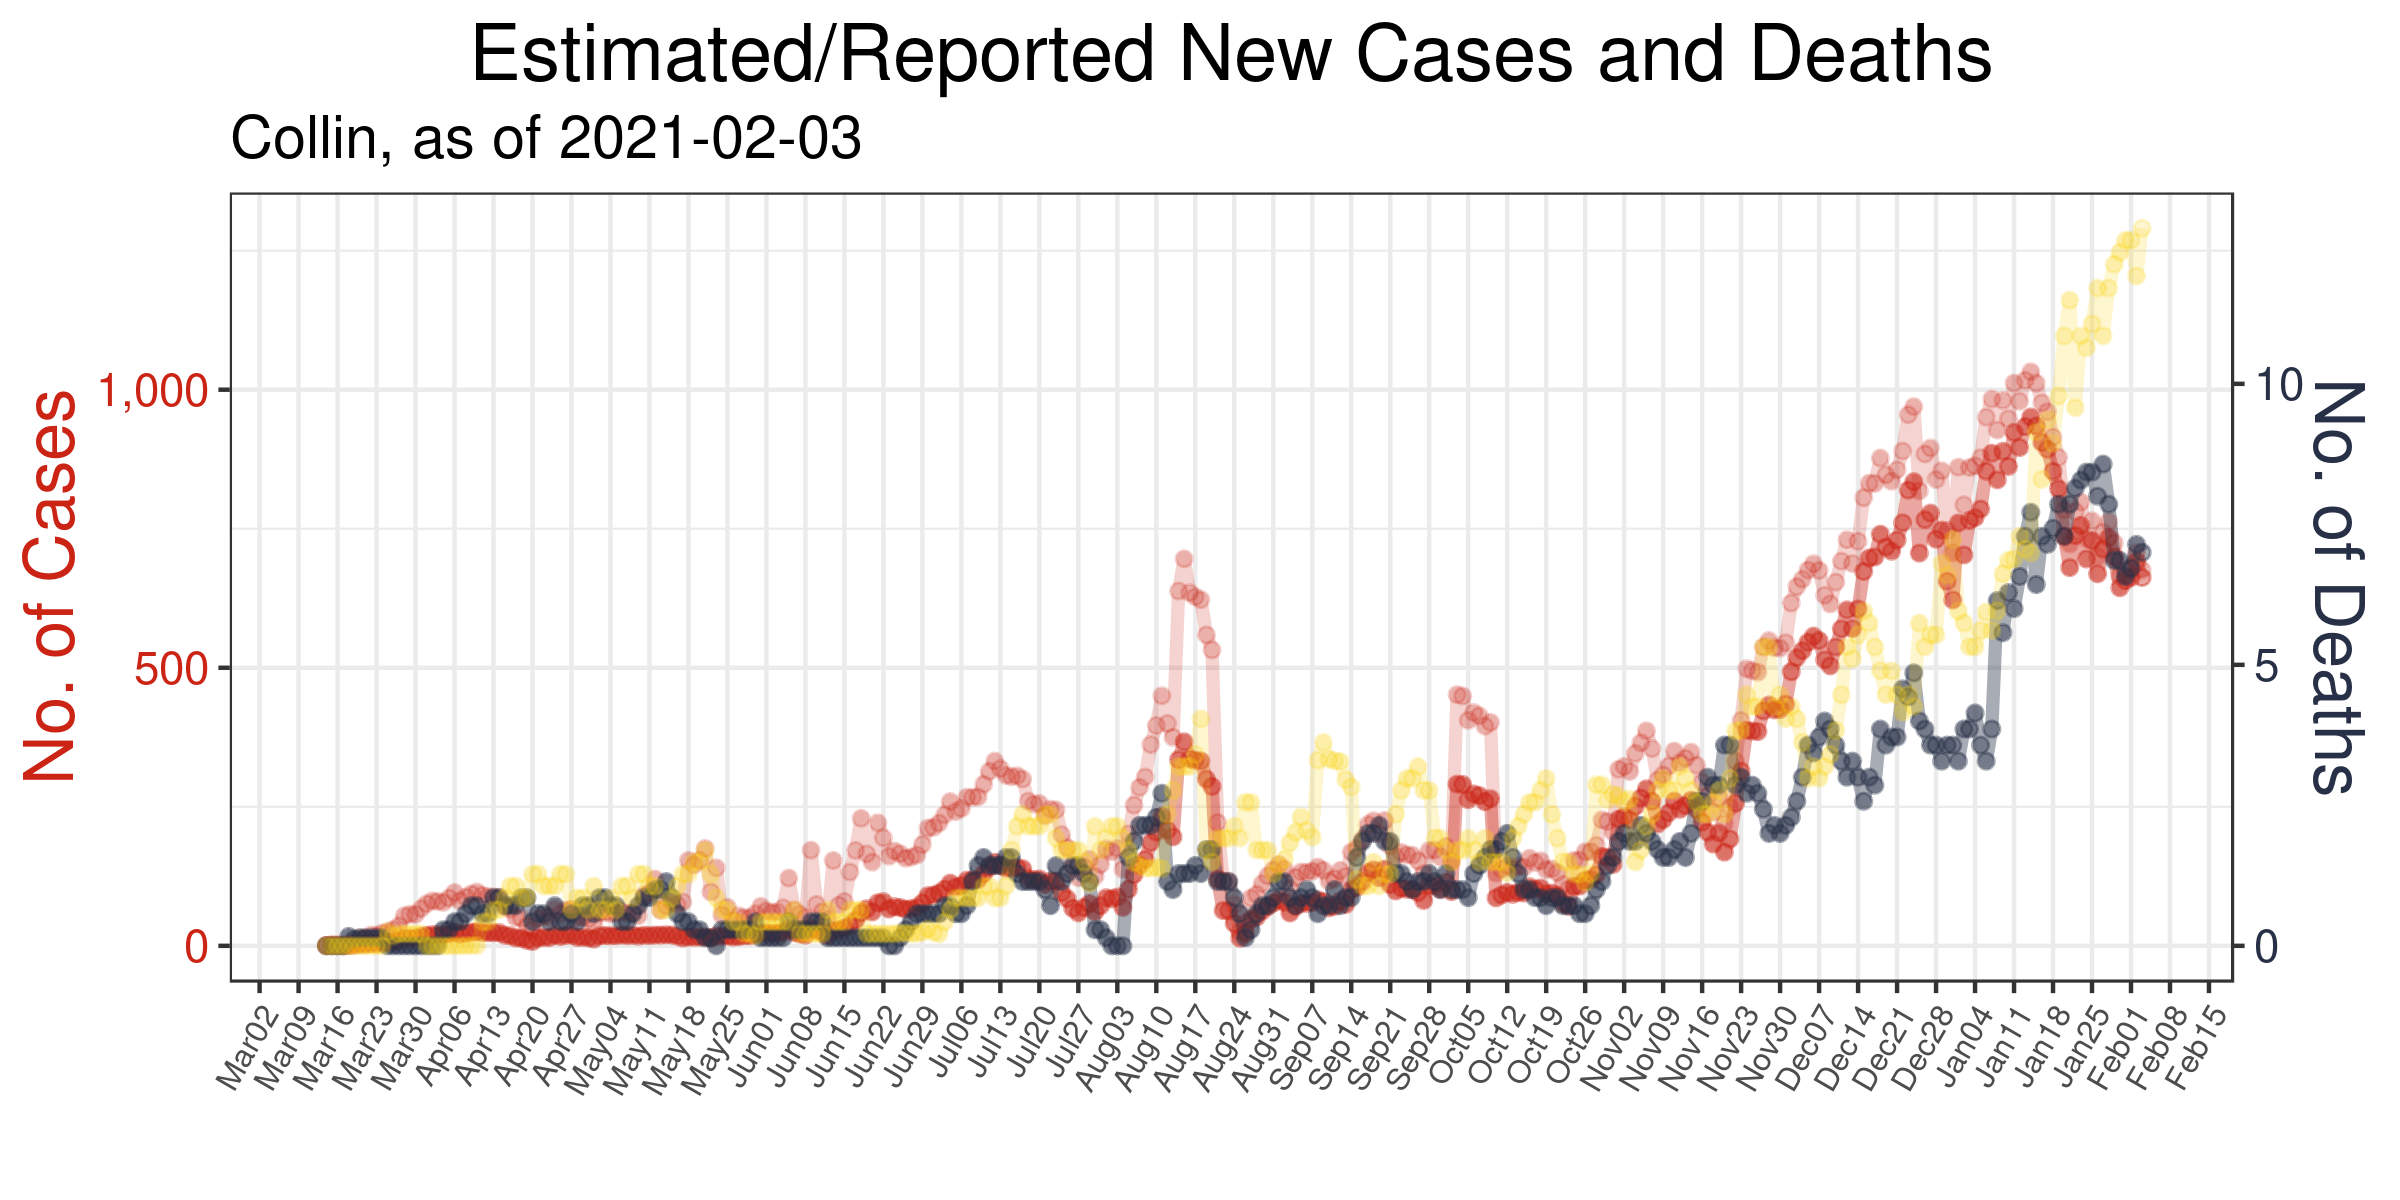 Estimated/Reported New Cases and Deaths
Collin, as of 2021-02-03
No. of Cases
1,000
500
0
10
5
0
No. of Deaths
Mar02 Mar09 Mar16 Mar23 Mar30 Apr06 Apr13 Apr20 Apr27 May04 May11 May18 May25 Jun01 Jun08 Jun15 Jun22 Jun29 Jul06 Jul13 Jul20 Jul27 Aug03 Aug10 Aug17 Aug24 Aug31 Sep07 Sep14 Sep21 Sep28 Oct05 Oct12 Oct19 Oct26 Nov02 Nov09 Nov16 Nov23 Nov30 Dec07 Dec14 Dec21 Dec28 Jan04 Jan11 Jan18 Jan25 Feb01 Feb08 Feb15